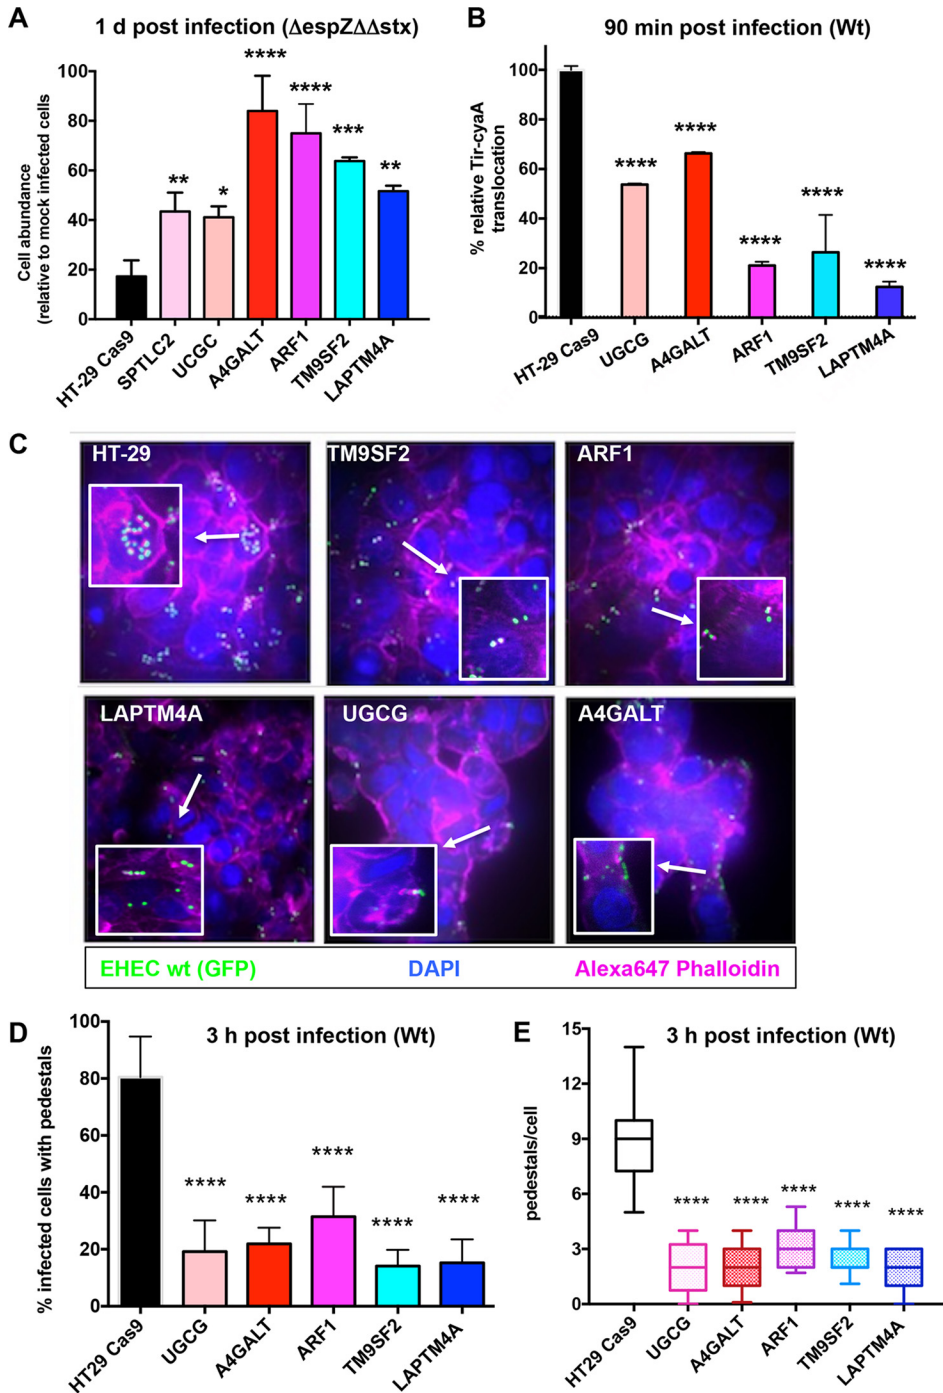 A
1 d post infection (ΔespZΔΔstx)
Cell abundance
(relative to mock infected cells)
100
80
60
40
20
0
**
*
****
****
***
**
HT-29 Cas9
SPTLC2
UCGC
A4GALT
ARF1
TM9SF2
LAPTM4A
B
90 min post infection (Wt)
% relative Tir-cyaA
translocation
100
80
60
40
20
0
****
****
****
****
****
HT-29 Cas9
UGCG
A4GALT
ARF1
TM9SF2
LAPTM4A
C
HT-29
TM9SF2
ARF1
LAPTM4A
UGCG
A4GALT
EHEC wt (GFP)
DAPI
Alexa647 Phalloidin
D
3 h post infection (Wt)
% infected cells with pedestals
100
80
60
40
20
0
****
****
****
****
****
HT29 Cas9
UGCG
A4GALT
ARF1
TM9SF2
LAPTM4A
E
3 h post infection (Wt)
pedestals/cell
15
12
9
6
3
0
****
****
****
****
****
HT29 Cas9
UGCG
A4GALT
ARF1
TM9SF2
LAPTM4A